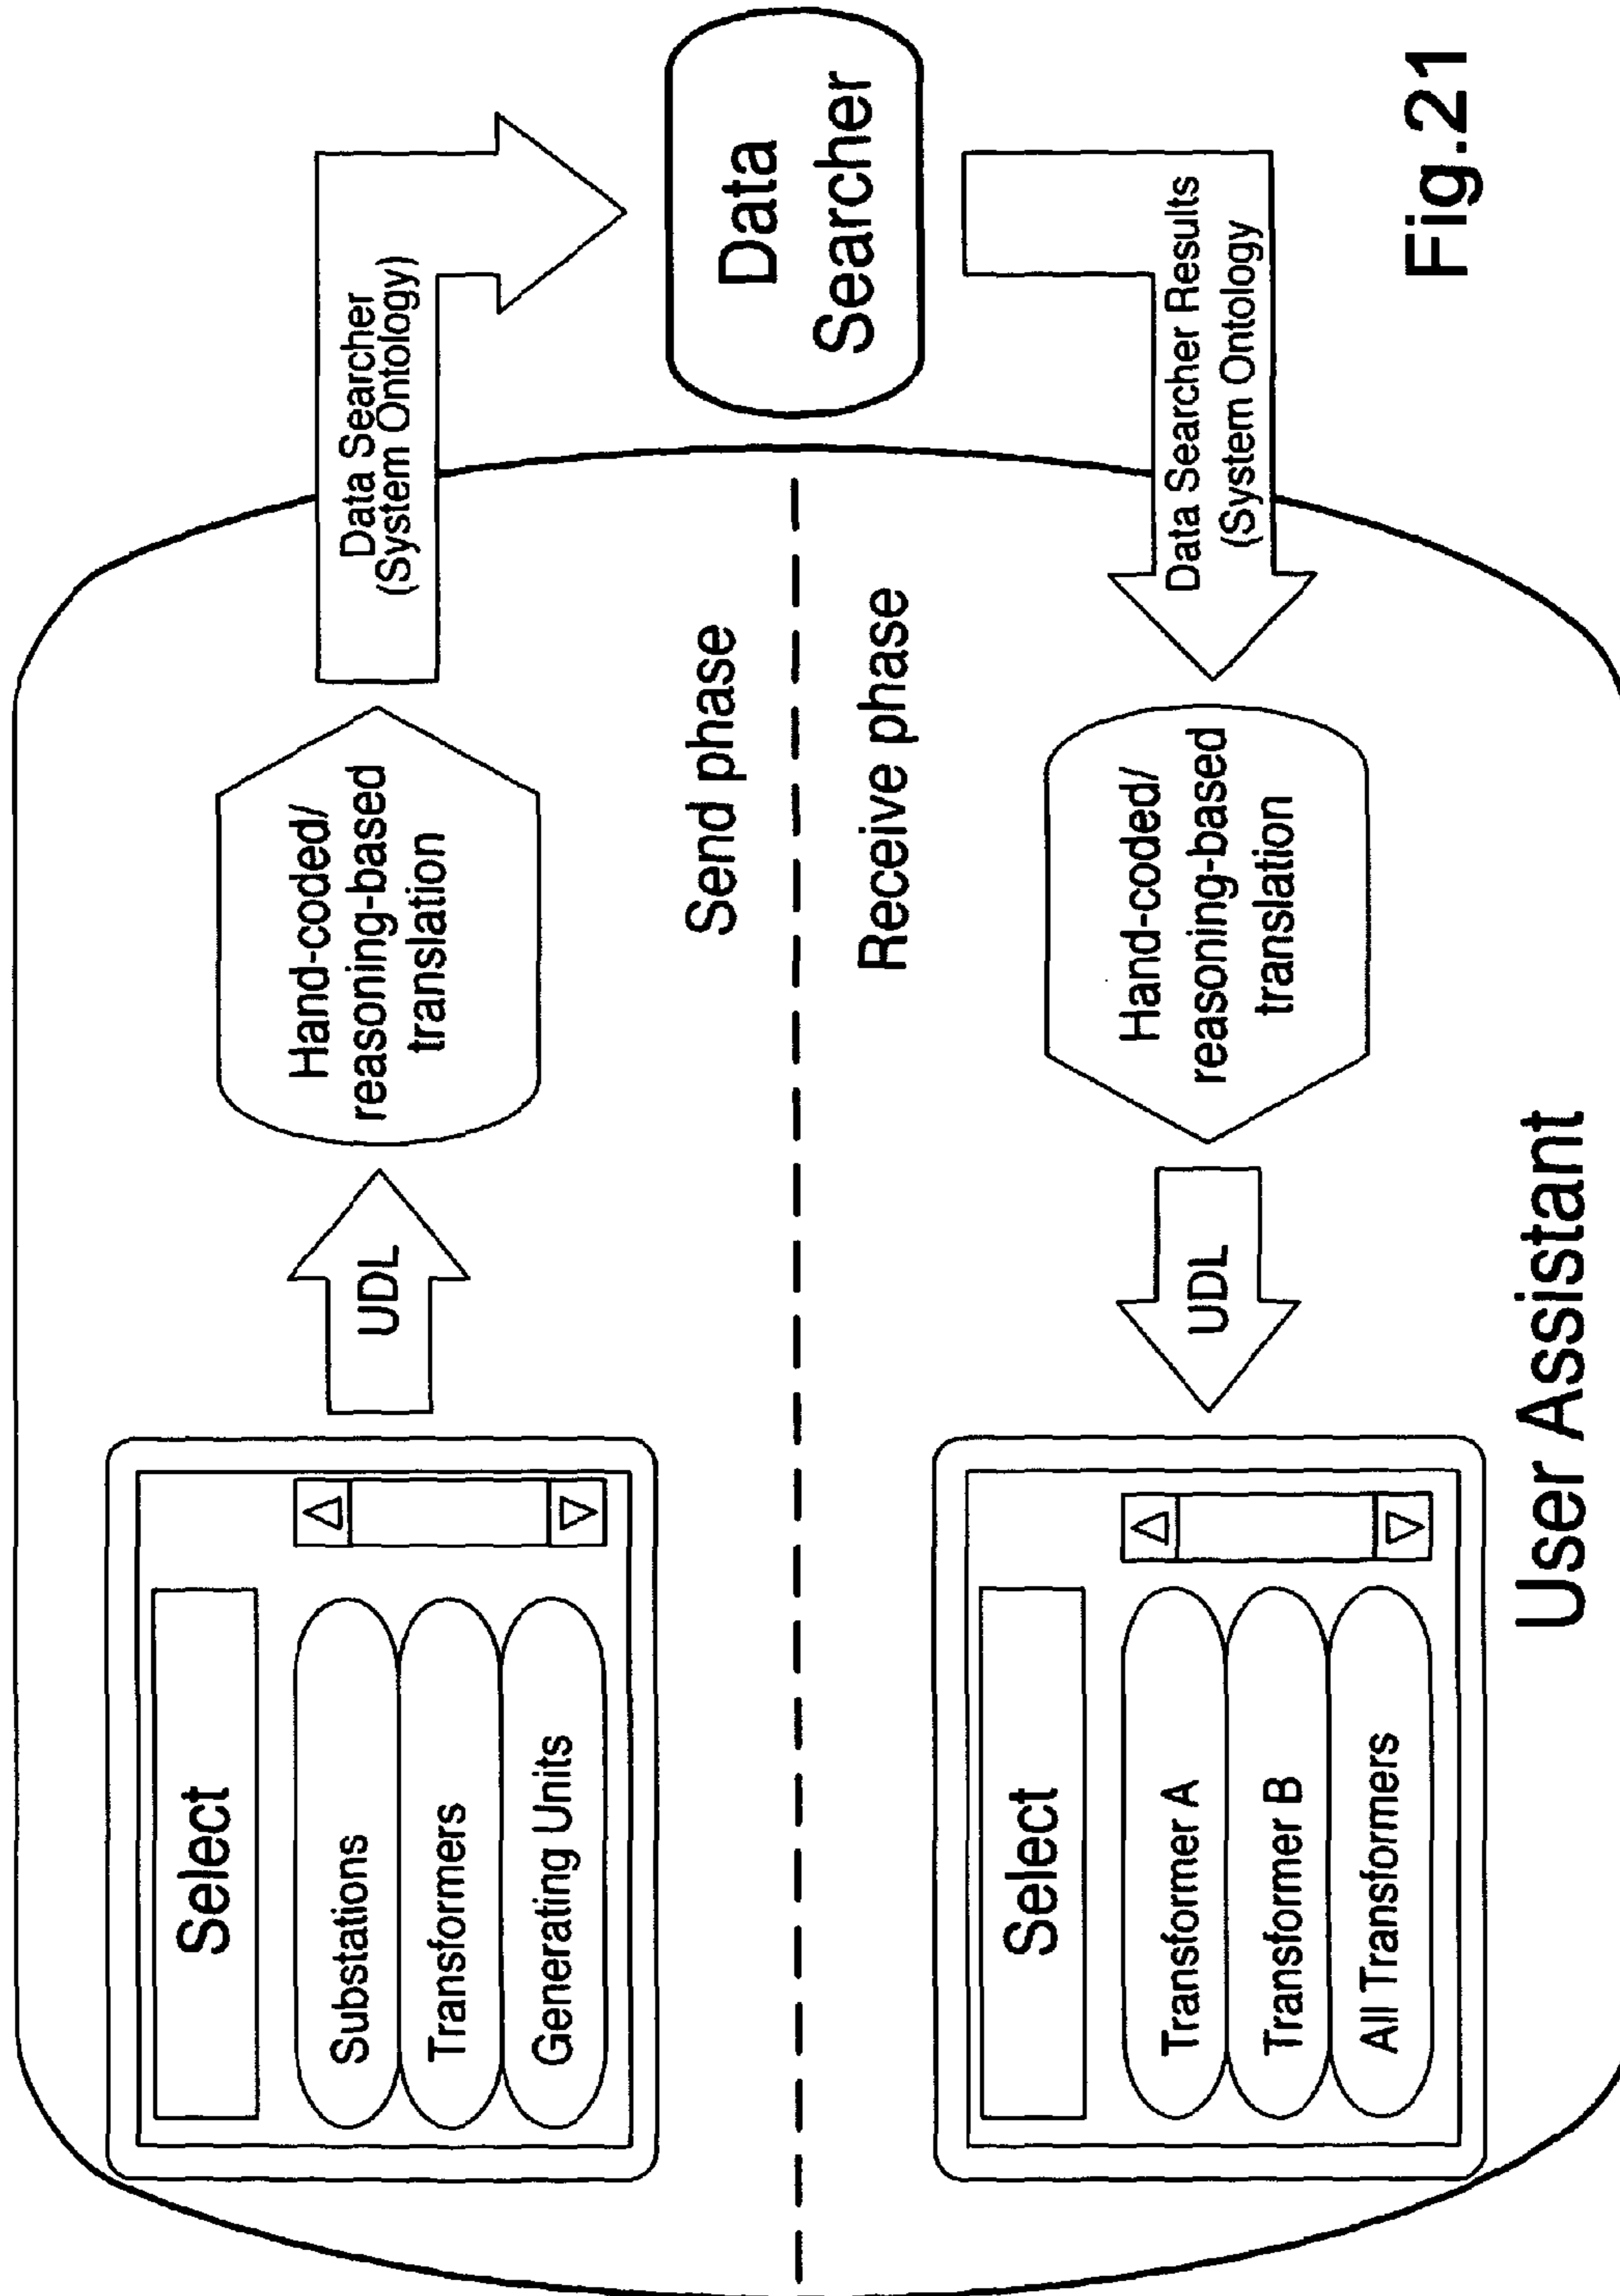 Select
Substations
Transformers
Generating Units
UDL
Hand-coded/
reasoning-based
translation
Data Searcher
(System Ontology)
Send phase
Data
Searcher
Receive phase
Data Searcher Results
(System Ontology)
Hand-coded/
reasoning-based
translation
UDL
Select
Transformer A
Transformer B
All Transformers
User Assistant
Fig.21